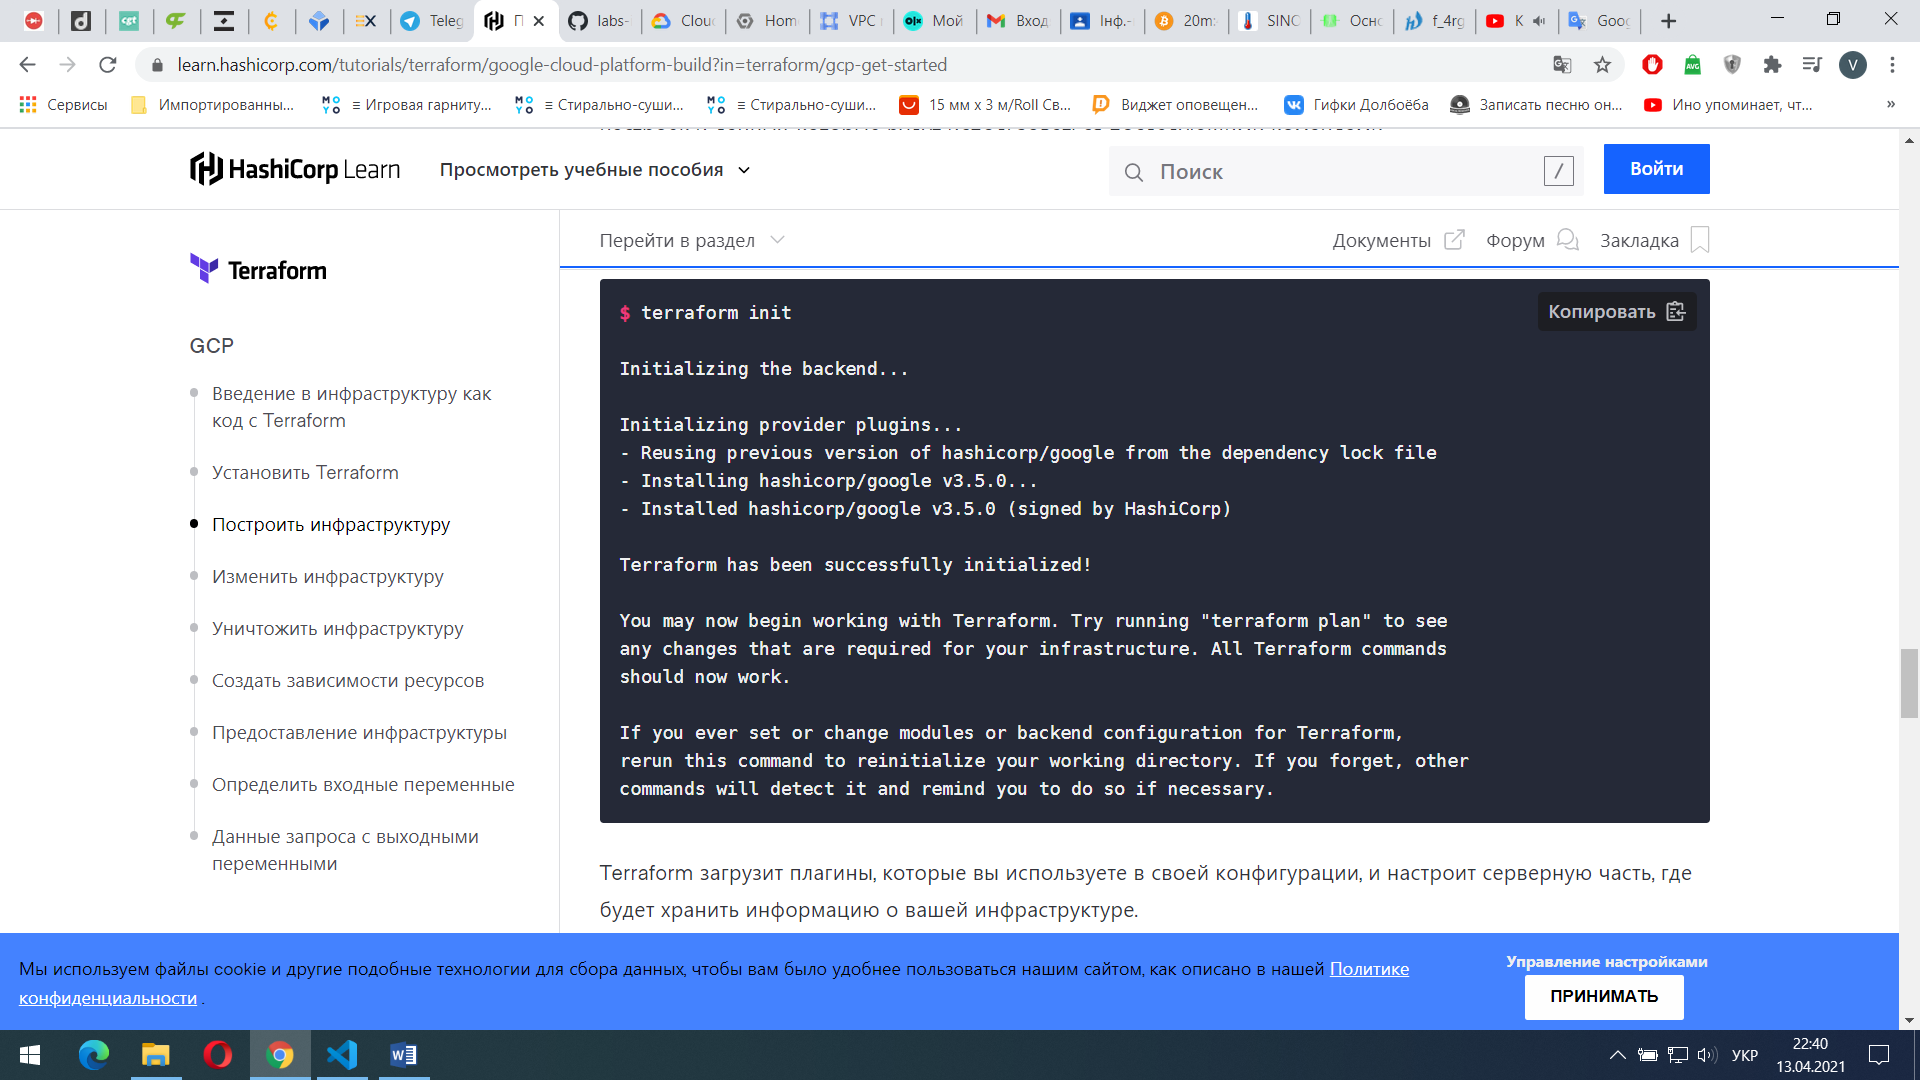 Teleg
П
labs-
Clou
Hom
VPC
Мой
Вход
Інф.-
20m:
SINC
Осно
f_4rg
K
Goog
learn.hashicorp.com/tutorials/terraform/google-cloud-platform-build?in=terraform/gcp-get-started
V
Сервисы
Импортированны...
≡ Игровая гарниту...
≡ Стирально-суши...
≡ Стирально-суши...
15 мм x 3 м/Roll Св...
Виджет оповещен...
Гифки Долбоёба
Записать песню он...
Ино упоминает, чт...
»
HashiCorp Learn
Просмотреть учебные пособия
Поиск
/
Войти
Перейти в раздел
Документы
Форум
Закладка
Terraform
GCP
Введение в инфраструктуру как
код с Terraform
Установить Terraform
Построить инфраструктуру
Изменить инфраструктуру
Уничтожить инфраструктуру
Создать зависимости ресурсов
Предоставление инфраструктуры
Определить входные переменные
Данные запроса с выходными
переменными
$ terraform init
Копировать
Initializing the backend...
Initializing provider plugins...
- Reusing previous version of hashicorp/google from the dependency lock file
- Installing hashicorp/google v3.5.0...
- Installed hashicorp/google v3.5.0 (signed by HashiCorp)
Terraform has been successfully initialized!
You may now begin working with Terraform. Try running "terraform plan" to see
any changes that are required for your infrastructure. All Terraform commands
should now work.
If you ever set or change modules or backend configuration for Terraform,
rerun this command to reinitialize your working directory. If you forget, other
commands will detect it and remind you to do so if necessary.
Terraform загрузит плагины, которые вы используете в своей конфигурации, и настроит серверную часть, где
будет хранить информацию о вашей инфраструктуре.
Мы используем файлы cookie и другие подобные технологии для сбора данных, чтобы вам было удобнее пользоваться нашим сайтом, как описано в нашей Политике
конфиденциальности .
Управление настройками
ПРИНИМАТЬ
УКР
22:40
13.04.2021